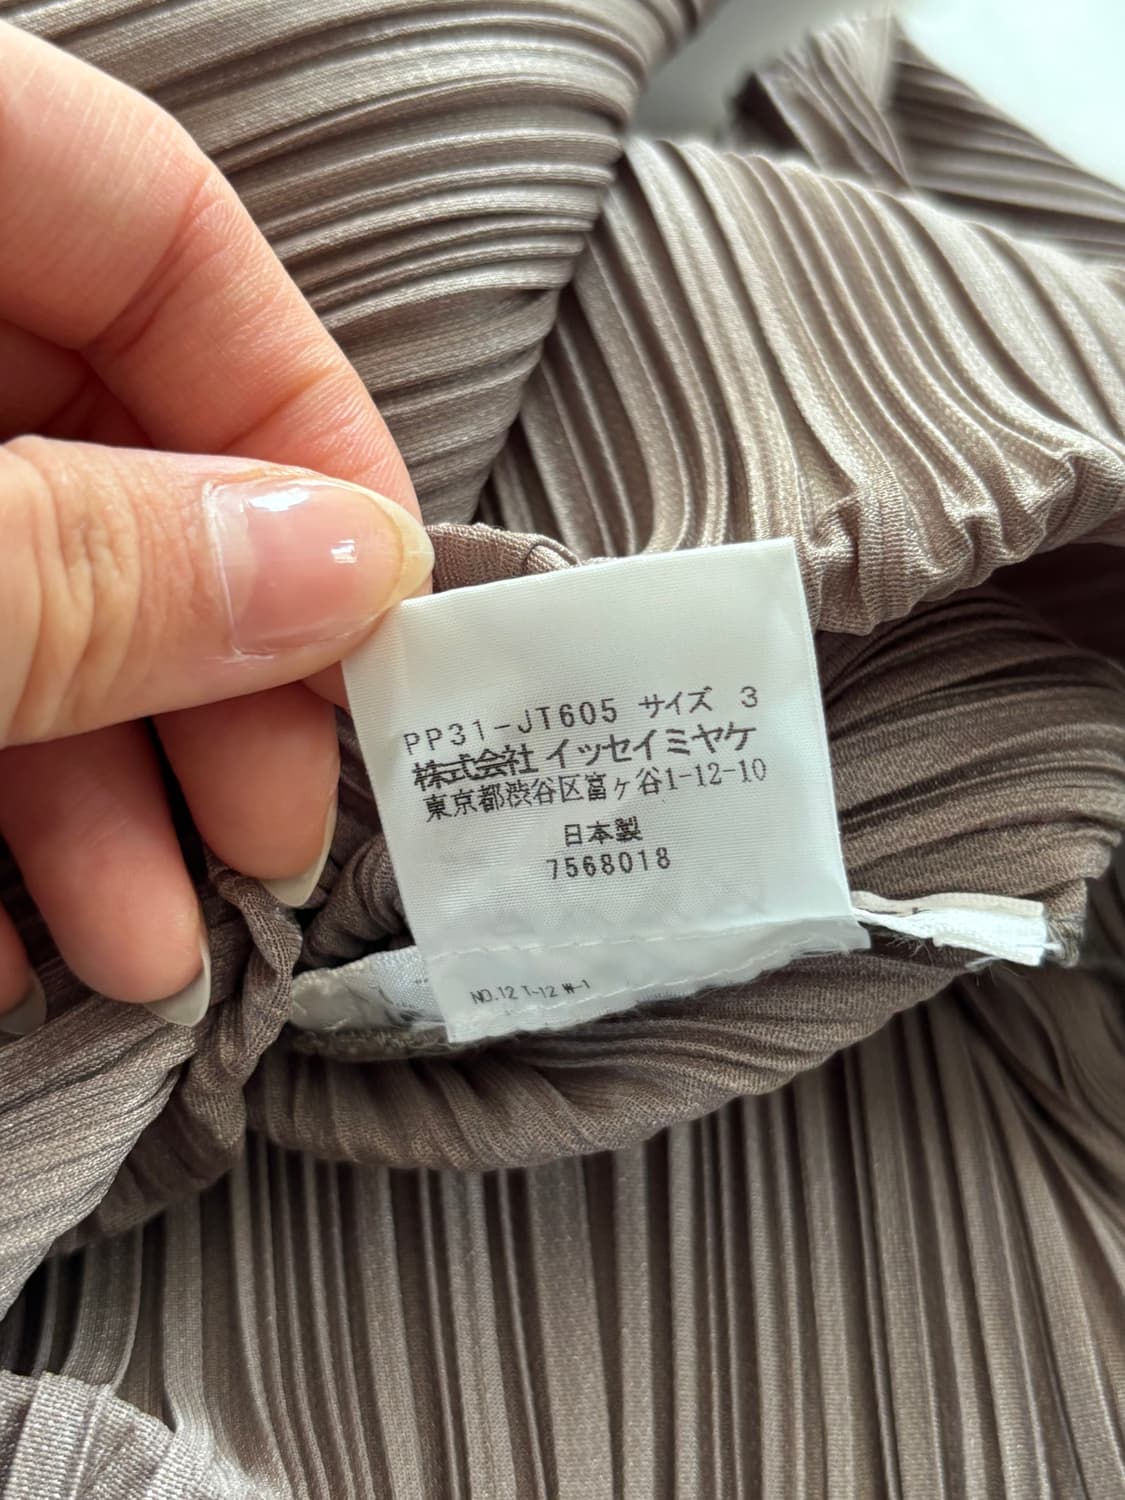 PP31-JT605 サイズ 3
株式会社 イッセイミヤケ
東京都渋谷区富ヶ谷1-12-10
日本製
7568018
NO.12 T-12 W-1